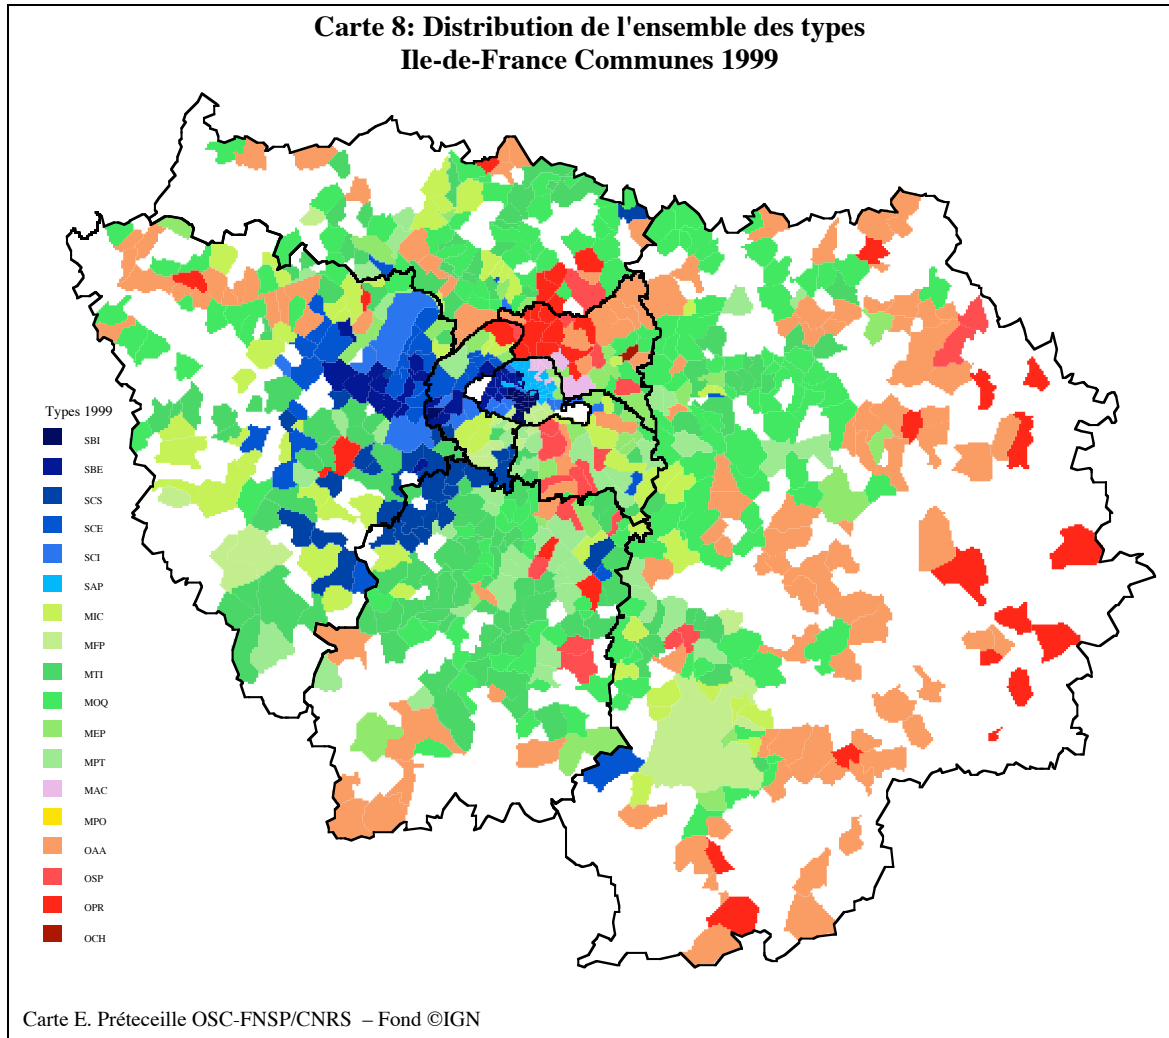 Carte 8: Distribution de l'ensemble des types
Ile-de-France Communes 1999
Types 1999
SBI
SBE
SCS
SCE
SCI
SAP
MIC
MFP
MTI
MOQ
MEP
MPT
MAC
MPO
OAA
OSP
OPR
OCH
Carte E. Préteceille OSC-FNSP/CNRS – Fond ©IGN